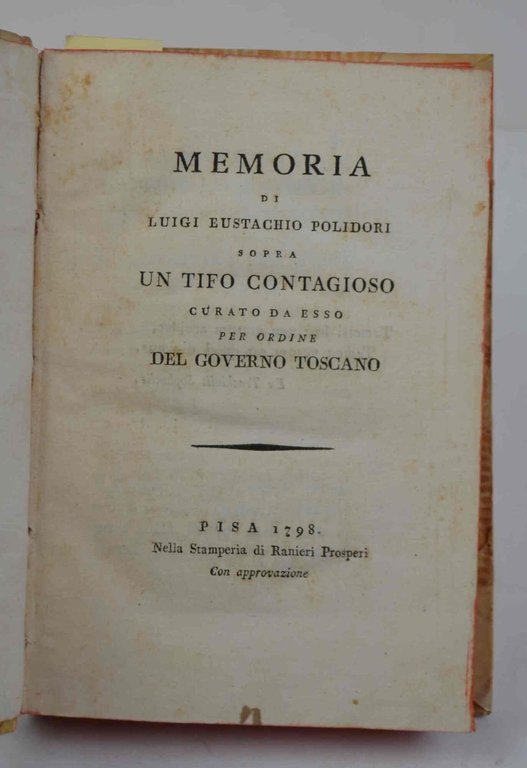 MEMORIA
DI
LUIGI EUSTACHIO POLIDORI
SOPRA
UN TIFO CONTAGIOSO
CURATO DA ESSO
PER ORDINE
DEL GOVERNO TOSCANO
PISA 1798.
Nella Stamperia di Ranieri Prosperi
Con approvazione